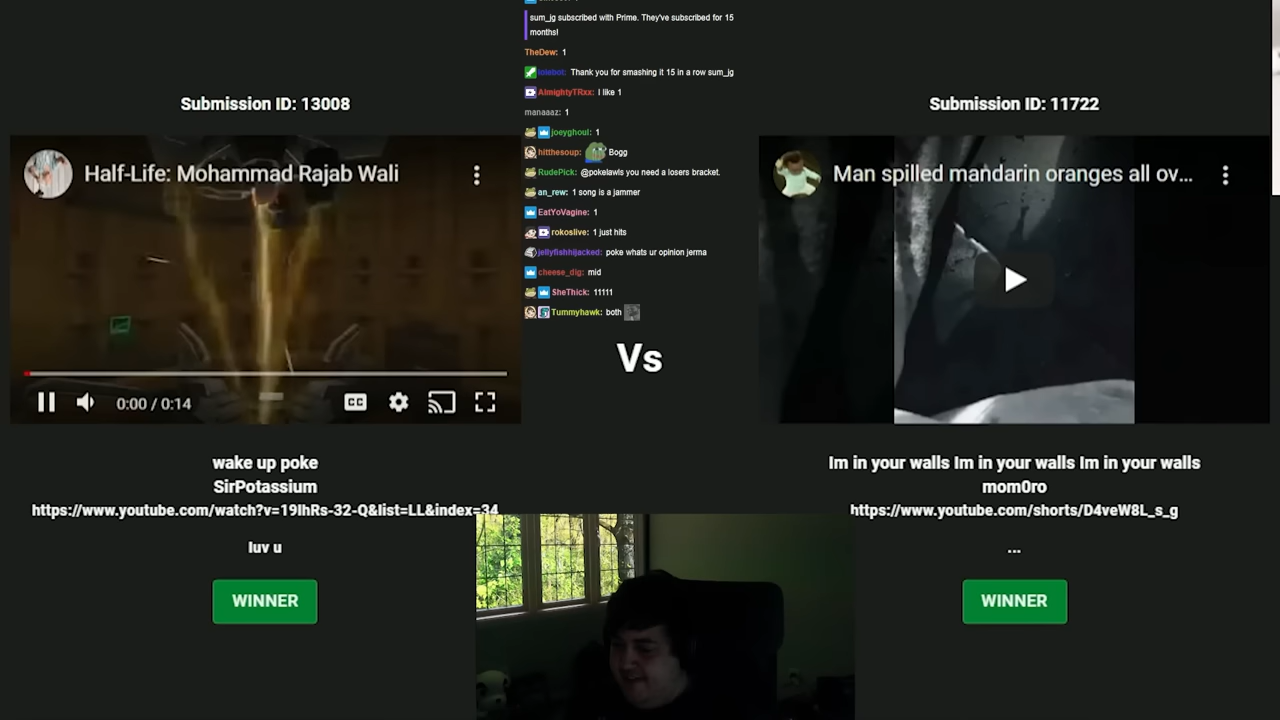 sum_jg subscribed with Prime. They've subscribed for 15
months!
TheDew: 1
lolebot: Thank you for smashing it 15 in a row sum_jg
AlmightyTRxx: I like 1
manaaaz: 1
joeyghoul: 1
hitthesoup: Bogg
RudePick: @pokelawls you need a losers bracket.
an_rew: 1 song is a jammer
EatYoVagine: 1
rokoslive: 1 just hits
jellyfishhijacked: poke whats ur opinion jerma
cheese_dig: mid
SheThick: 11111
Tummyhawk: both
Vs
Submission ID: 13008
Half-Life: Mohammad Rajab Wali
0:00 / 0:14
CC
wake up poke
SirPotassium
https://www.youtube.com/watch?v=19IhRs-32-Q&list=LL&index=34
luv u
WINNER
Submission ID: 11722
Man spilled mandarin oranges all ov...
Im in your walls Im in your walls Im in your walls
mom0ro
https://www.youtube.com/shorts/D4veW8L_s_g
...
WINNER